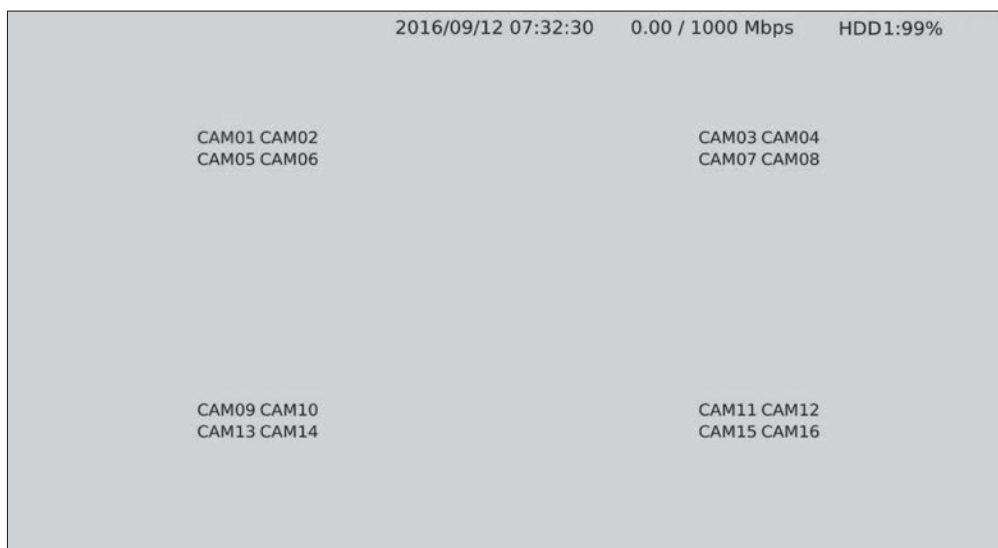 2016/09/12 07:32:30 0.00 / 1000 Mbps HDD1:99%
CAM01 CAM02
CAM05 CAM06
CAM03 CAM04
CAM07 CAM08
CAM09 CAM10
CAM13 CAM14
CAM11 CAM12
CAM15 CAM16